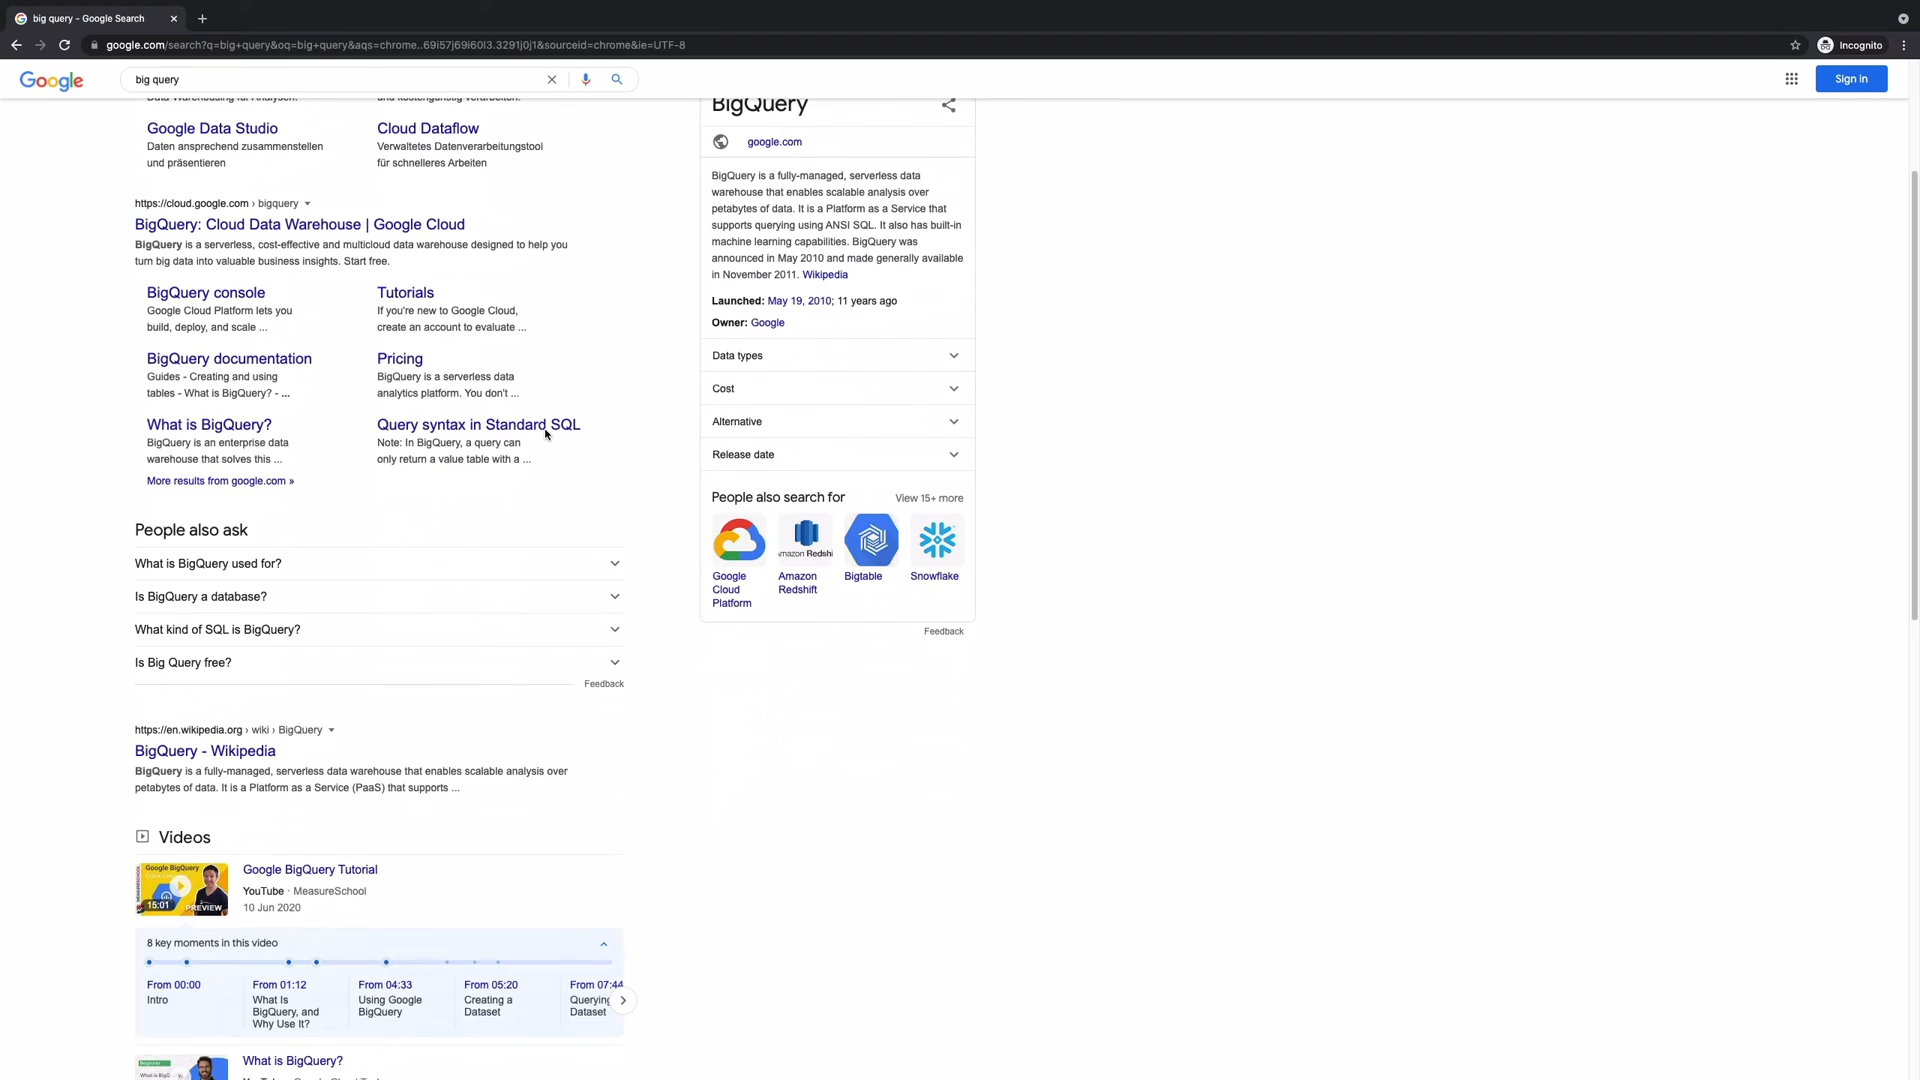 big query - Google Search
google.com/search?q=big+query&oq=big+query&aqs=chrome..69i57j69i60l3.3291j0j1&sourceid=chrome&ie=UTF-8
Incognito
Google
big query
Sign in
Data Warehousing für Analysen.
und kostengünstig verarbeiten.
Google Data Studio
Daten ansprechend zusammenstellen
und präsentieren
Cloud Dataflow
Verwaltetes Datenverarbeitungstool
für schnelleres Arbeiten
https://cloud.google.com › bigquery
BigQuery: Cloud Data Warehouse | Google Cloud
BigQuery is a serverless, cost-effective and multicloud data warehouse designed to help you
turn big data into valuable business insights. Start free.
BigQuery console
Google Cloud Platform lets you
build, deploy, and scale ...
Tutorials
If you're new to Google Cloud,
create an account to evaluate ...
BigQuery documentation
Guides - Creating and using
tables - What is BigQuery? - ...
Pricing
BigQuery is a serverless data
analytics platform. You don't ...
What is BigQuery?
BigQuery is an enterprise data
warehouse that solves this ...
Query syntax in Standard SQL
Note: In BigQuery, a query can
only return a value table with a ...
More results from google.com »
People also ask
What is BigQuery used for?
Is BigQuery a database?
What kind of SQL is BigQuery?
Is Big Query free?
Feedback
https://en.wikipedia.org › wiki › BigQuery
BigQuery - Wikipedia
BigQuery is a fully-managed, serverless data warehouse that enables scalable analysis over
petabytes of data. It is a Platform as a Service (PaaS) that supports ...
Videos
Google BigQuery
15:01
PREVIEW
Google BigQuery Tutorial
YouTube · MeasureSchool
10 Jun 2020
8 key moments in this video
From 00:00
Intro
From 01:12
What Is
BigQuery, and
Why Use It?
From 04:33
Using Google
BigQuery
From 05:20
Creating a
Dataset
From 07:44
Querying
Dataset
What is BigQuery?
BigQuery
google.com
BigQuery is a fully-managed, serverless data
warehouse that enables scalable analysis over
petabytes of data. It is a Platform as a Service that
supports querying using ANSI SQL. It also has built-in
machine learning capabilities. BigQuery was
announced in May 2010 and made generally available
in November 2011. Wikipedia
Launched: May 19, 2010; 11 years ago
Owner: Google
Data types
Cost
Alternative
Release date
People also search for
View 15+ more
Google
Cloud
Platform
Amazon
Redshift
Bigtable
Snowflake
Feedback